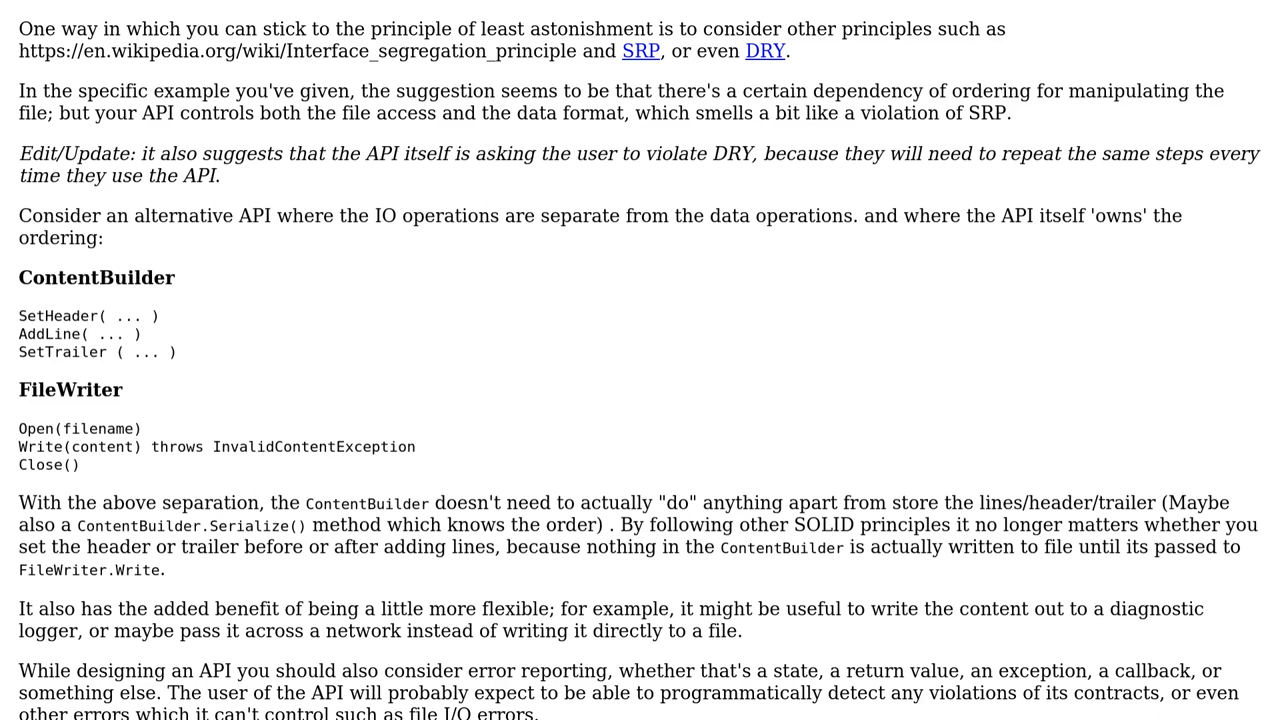 One way in which you can stick to the principle of least astonishment is to consider other principles such as
https://en.wikipedia.org/wiki/Interface_segregation_principle and SRP, or even DRY.
In the specific example you've given, the suggestion seems to be that there's a certain dependency of ordering for manipulating the
file; but your API controls both the file access and the data format, which smells a bit like a violation of SRP.
Edit/Update: it also suggests that the API itself is asking the user to violate DRY, because they will need to repeat the same steps every
time they use the API.
Consider an alternative API where the IO operations are separate from the data operations. and where the API itself 'owns' the
ordering:
ContentBuilder
SetHeader( ... )
AddLine( ... )
SetTrailer ( ... )
FileWriter
Open(filename)
Write(content) throws InvalidContentException
Close()
With the above separation, the ContentBuilder doesn't need to actually "do" anything apart from store the lines/header/trailer (Maybe
also a ContentBuilder.Serialize() method which knows the order) . By following other SOLID principles it no longer matters whether you
set the header or trailer before or after adding lines, because nothing in the ContentBuilder is actually written to file until its passed to
FileWriter.Write.
It also has the added benefit of being a little more flexible; for example, it might be useful to write the content out to a diagnostic
logger, or maybe pass it across a network instead of writing it directly to a file.
While designing an API you should also consider error reporting, whether that's a state, a return value, an exception, a callback, or
something else. The user of the API will probably expect to be able to programmatically detect any violations of its contracts, or even
other errors which it can't control such as file I/O errors.